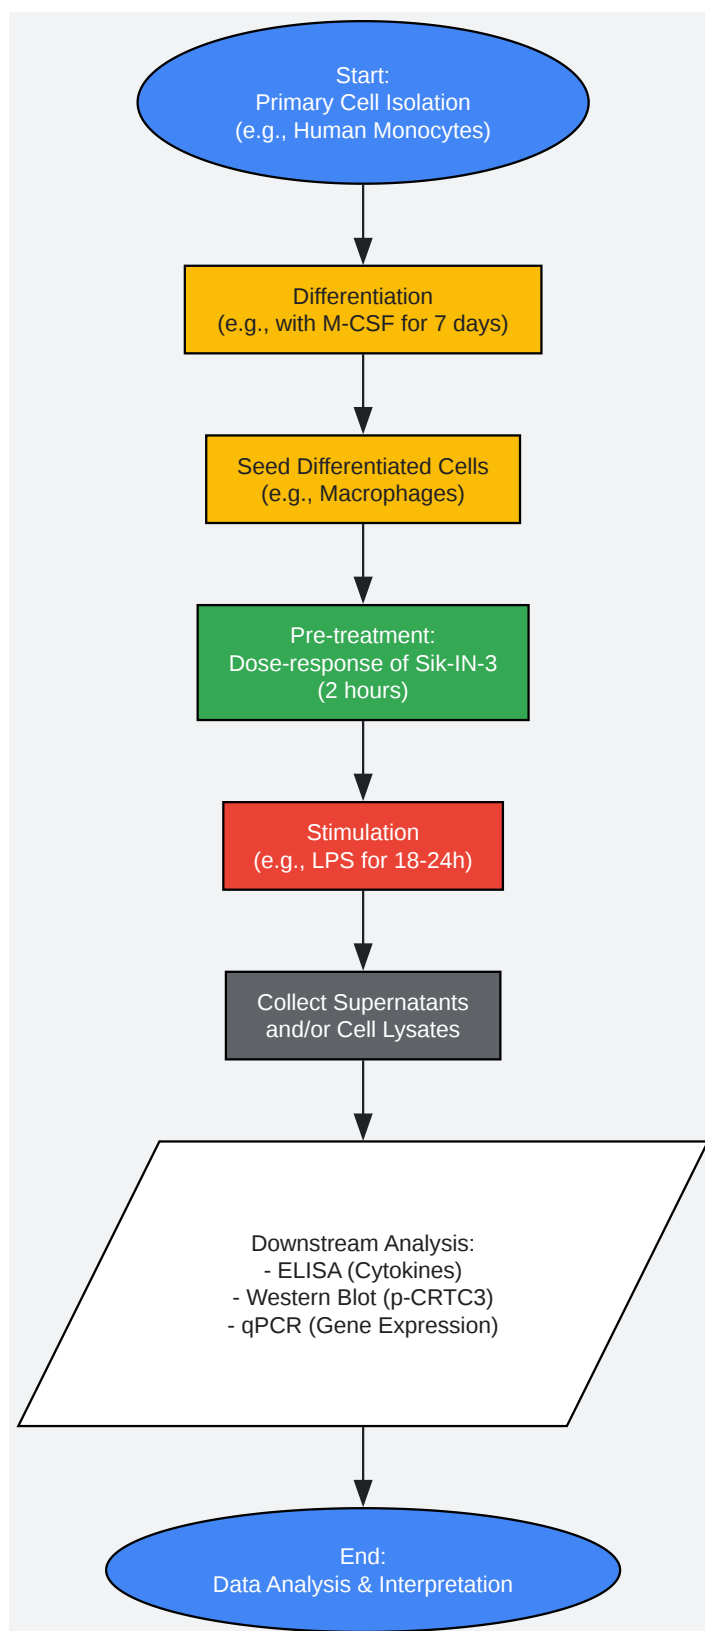 Start:
Primary Cell Isolation
(e.g., Human Monocytes)
Differentiation
(e.g., with M-CSF for 7 days)
Seed Differentiated Cells
(e.g., Macrophages)
Pre-treatment:
Dose-response of Sik-IN-3
(2 hours)
Stimulation
(e.g., LPS for 18-24h)
Collect Supernatants
and/or Cell Lysates
Downstream Analysis:
- ELISA (Cytokines)
- Western Blot (p-CRTC3)
- qPCR (Gene Expression)
End:
Data Analysis & Interpretation